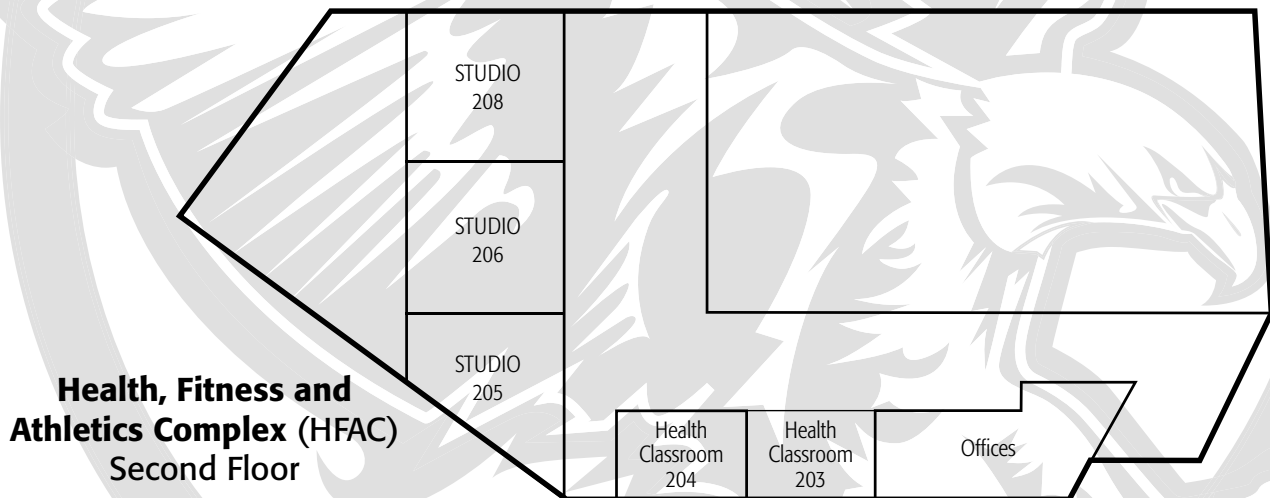 STUDIO
208
STUDIO
206
STUDIO
205
Health, Fitness and
Athletics Complex (HFAC)
Second Floor
Health
Classroom
204
Health
Classroom
203
Offices